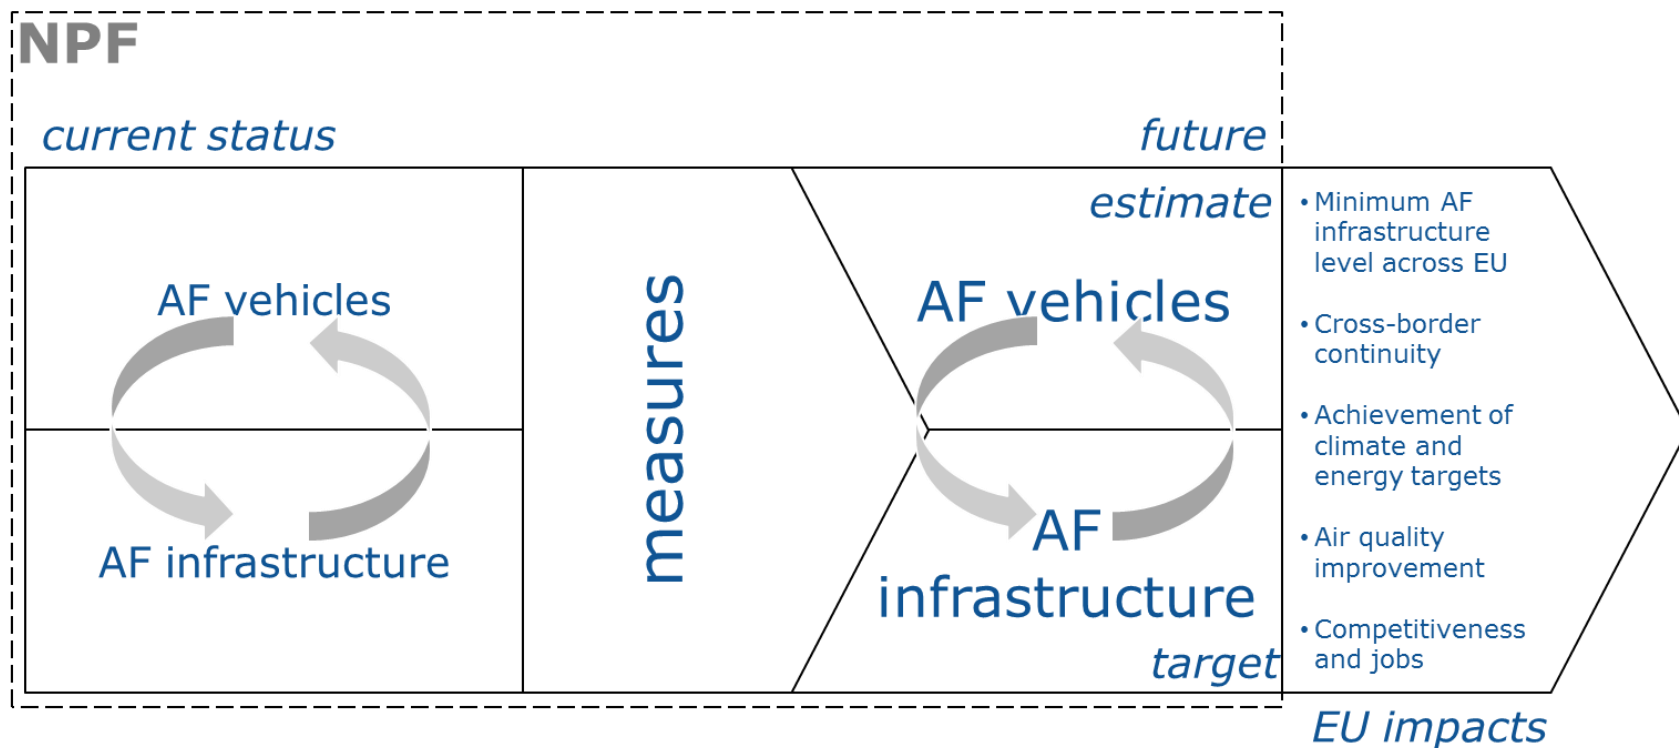 NPF
current status
future
estimate
AF vehicles
AF infrastructure
measures
AF vehicles
AF
infrastructure
target
• Minimum AF
infrastructure
level across EU
• Cross-border
continuity
• Achievement of
climate and
energy targets
• Air quality
improvement
• Competitiveness
and jobs
EU impacts